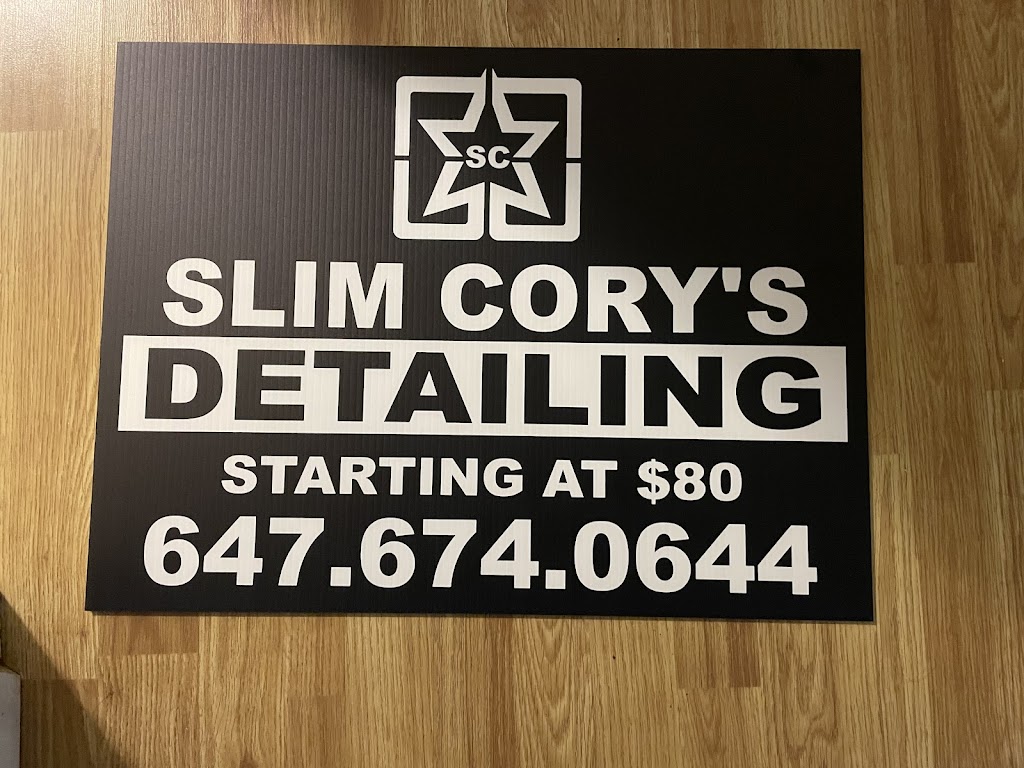 SC
SLIM CORY'S
DETAILING
STARTING AT $80
647.674.0644